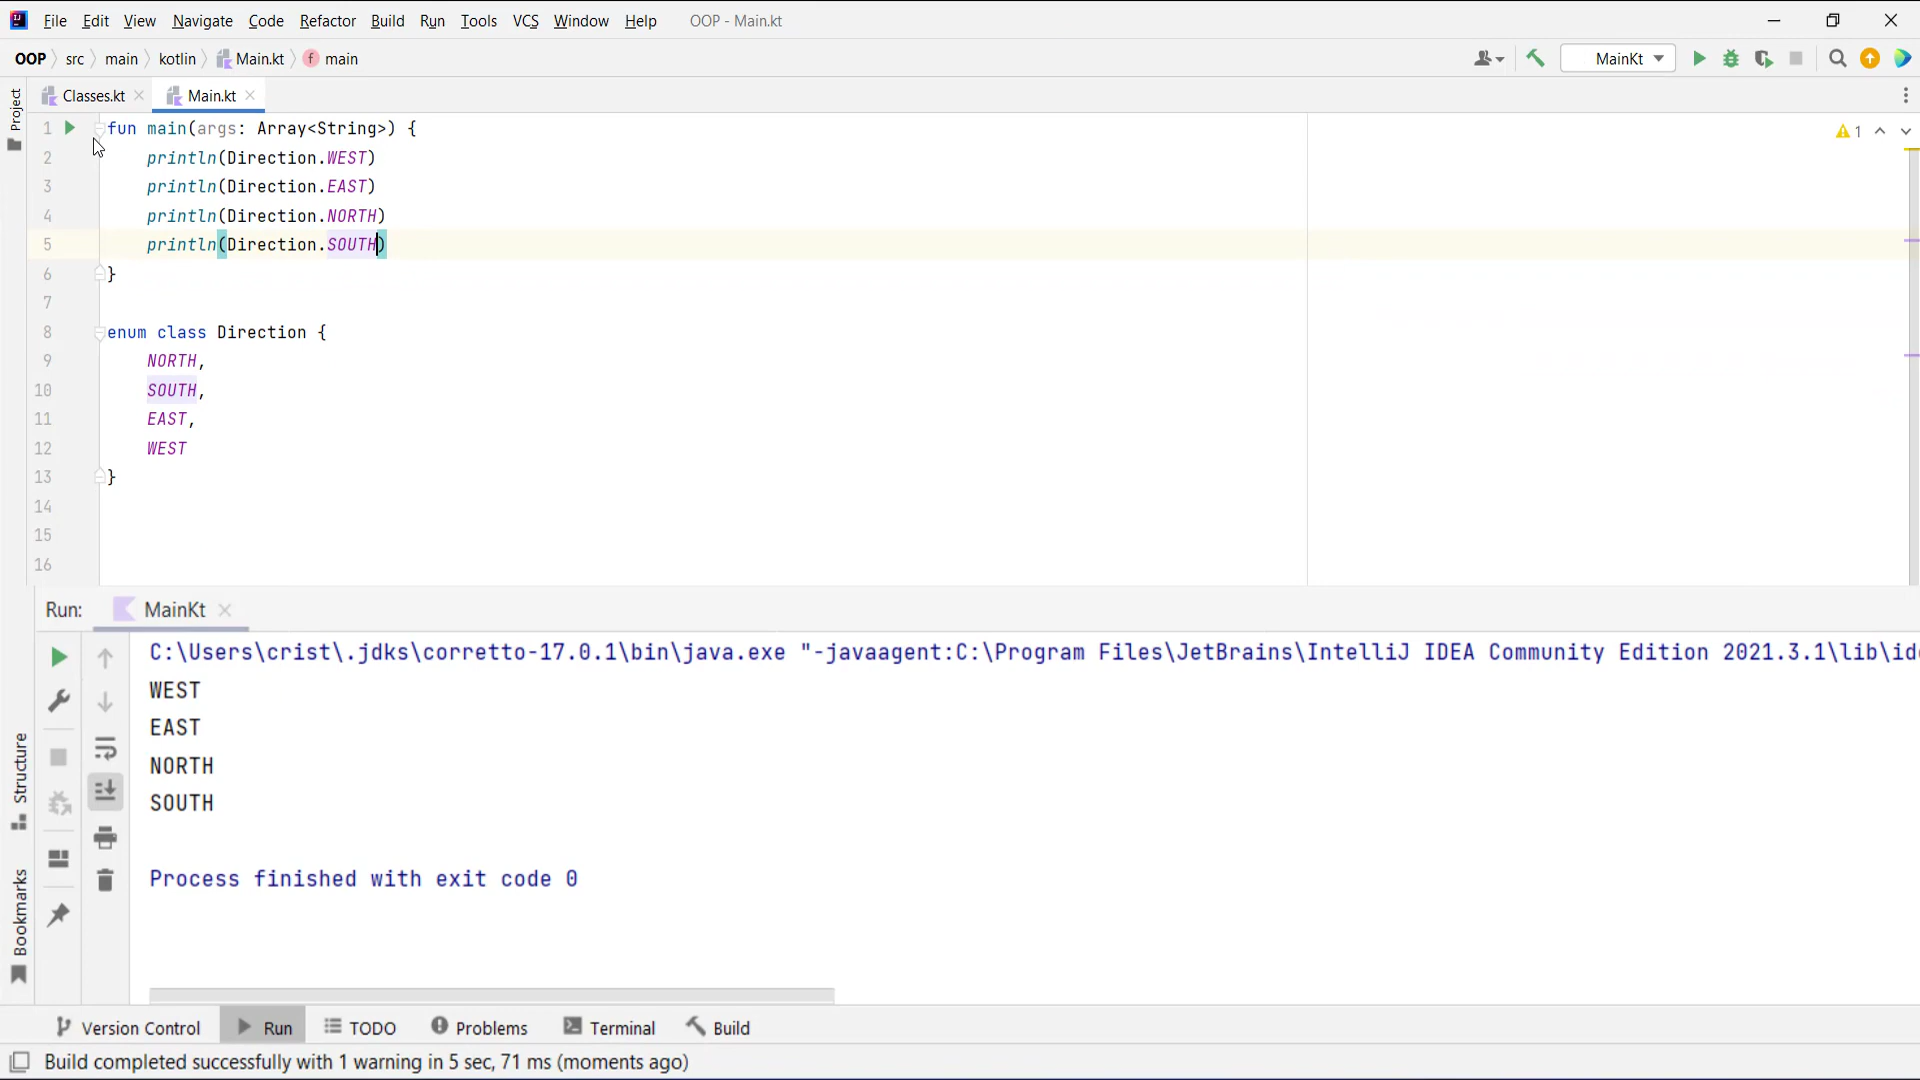 File Edit View Navigate Code Refactor Build Run Tools VCS Window Help OOP - Main.kt
OOP src main kotlin Main.kt f main MainKt
Project
Classes.kt Main.kt
1 fun main(args: Array<String>) { 1
2 println(Direction.WEST)
3 println(Direction.EAST)
4 println(Direction.NORTH)
5 println(Direction.SOUTH)
6 }
7
8 enum class Direction {
9 NORTH,
10 SOUTH,
11 EAST,
12 WEST
13 }
14
15
16
Run: MainKt
C:\Users\crist\.jdks\corretto-17.0.1\bin\java.exe "-javaagent:C:\Program Files\JetBrains\IntelliJ IDEA Community Edition 2021.3.1\lib\ide
WEST
EAST
NORTH
SOUTH
Process finished with exit code 0
Structure
Bookmarks
Version Control Run TODO Problems Terminal Build
Build completed successfully with 1 warning in 5 sec, 71 ms (moments ago)